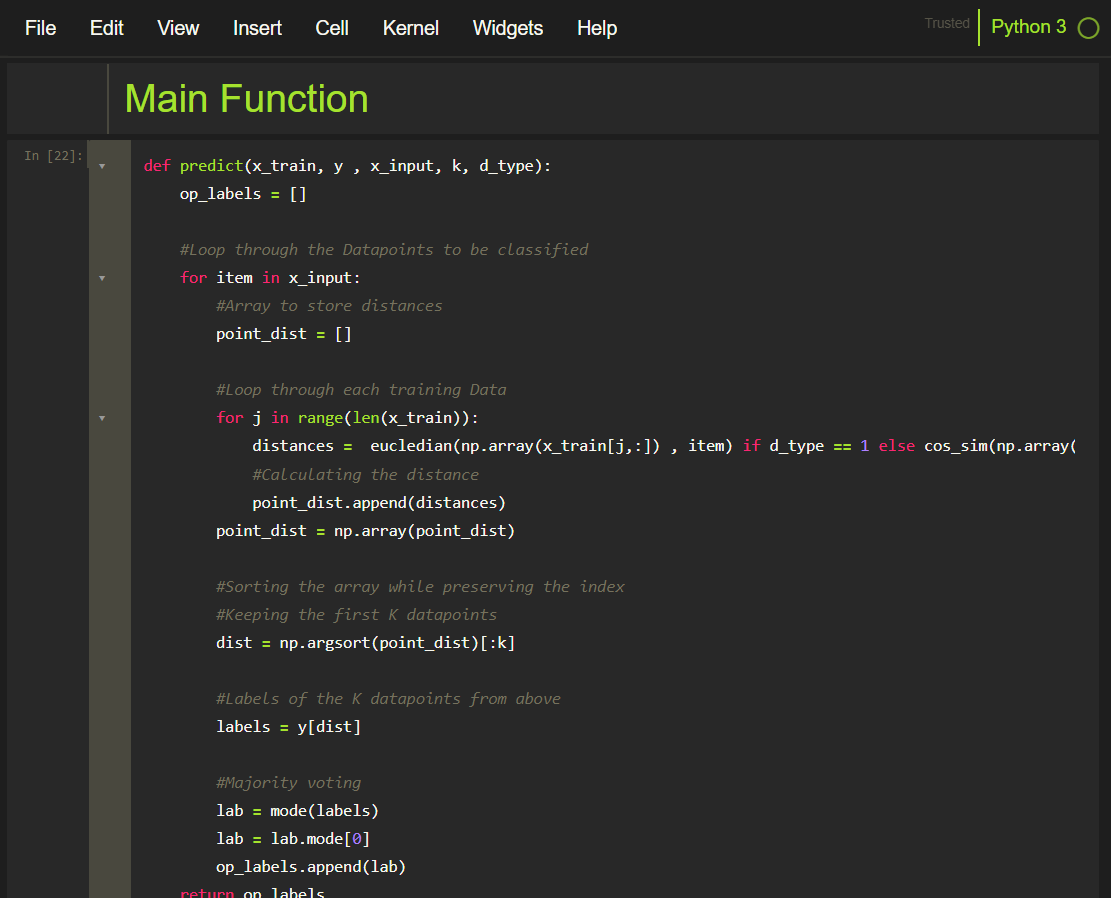 File Edit View Insert Cell Kernel Widgets Help Trusted Python 3
Main Function
In [22]:
def predict(x_train, y , x_input, k, d_type):
    op_labels = []
    #Loop through the Datapoints to be classified
    for item in x_input:
        #Array to store distances
        point_dist = []
        #Loop through each training Data
        for j in range(len(x_train)):
            distances =  eucledian(np.array(x_train[j,:]) , item) if d_type == 1 else cos_sim(np.array(
            #Calculating the distance
            point_dist.append(distances)
        point_dist = np.array(point_dist)
        #Sorting the array while preserving the index
        #Keeping the first K datapoints
        dist = np.argsort(point_dist)[:k]
        #Labels of the K datapoints from above
        labels = y[dist]
        #Majority voting
        lab = mode(labels)
        lab = lab.mode[0]
        op_labels.append(lab)
    return op_labels